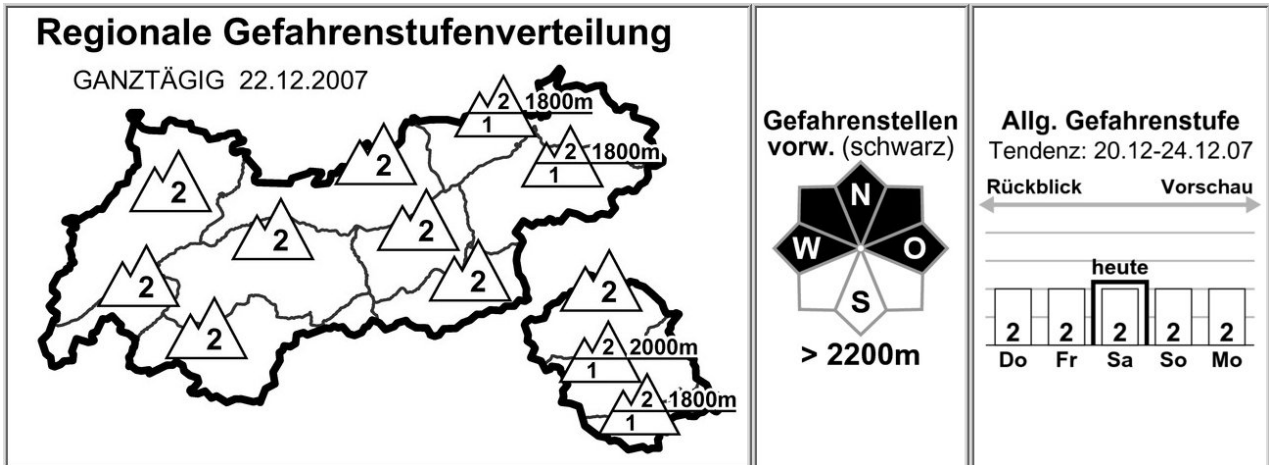 Regionale Gefahrenstufenverteilung
GANZTÄGIG 22.12.2007
2 1800m
1
2 1800m
1
2
2
2
2
2
2
2
2
2 2000m
1
2 1800m
1
Gefahrenstellen
vorw. (schwarz)
N
W O
S
> 2200m
Allg. Gefahrenstufe
Tendenz: 20.12-24.12.07
Rückblick Vorschau
heute
2 2 2 2 2
Do Fr Sa So Mo